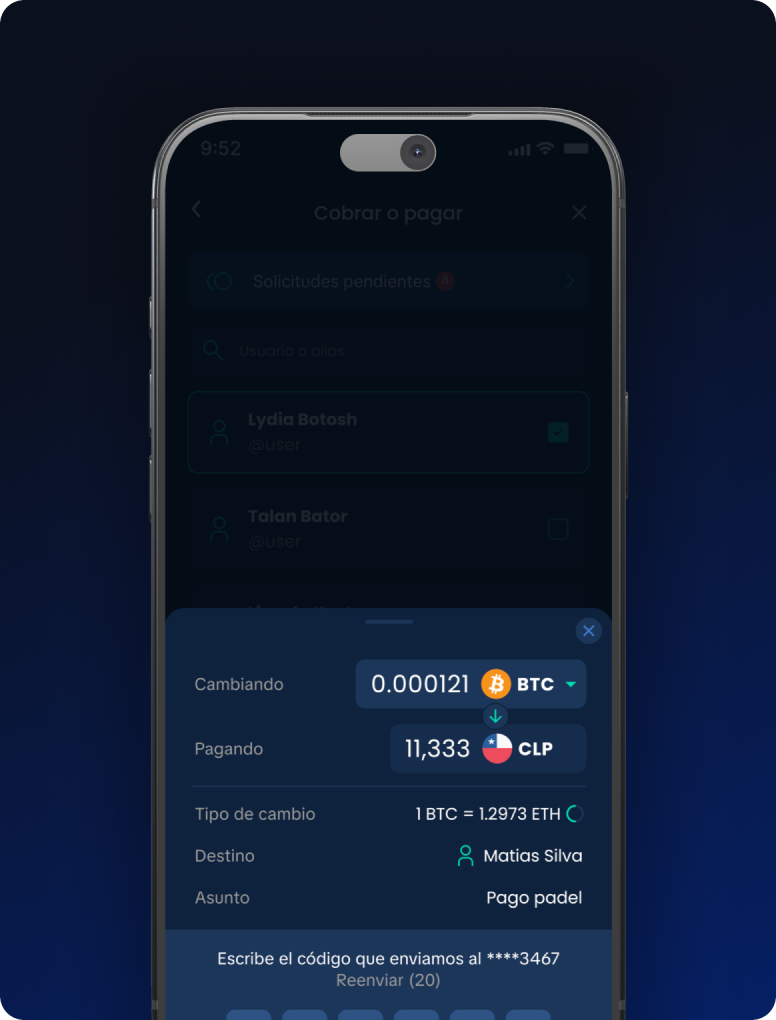 9:52
Cobrar o pagar
Solicitudes pendientes
Usuario o alias
Lydia Botosh
@user
Talan Bator
@user
Cambiando 0.000121 BTC
Pagando 11,333 CLP
Tipo de cambio 1 BTC = 1.2973 ETH
Destino Matias Silva
Asunto Pago padel
Escribe el código que enviamos al ****3467
Reenviar (20)